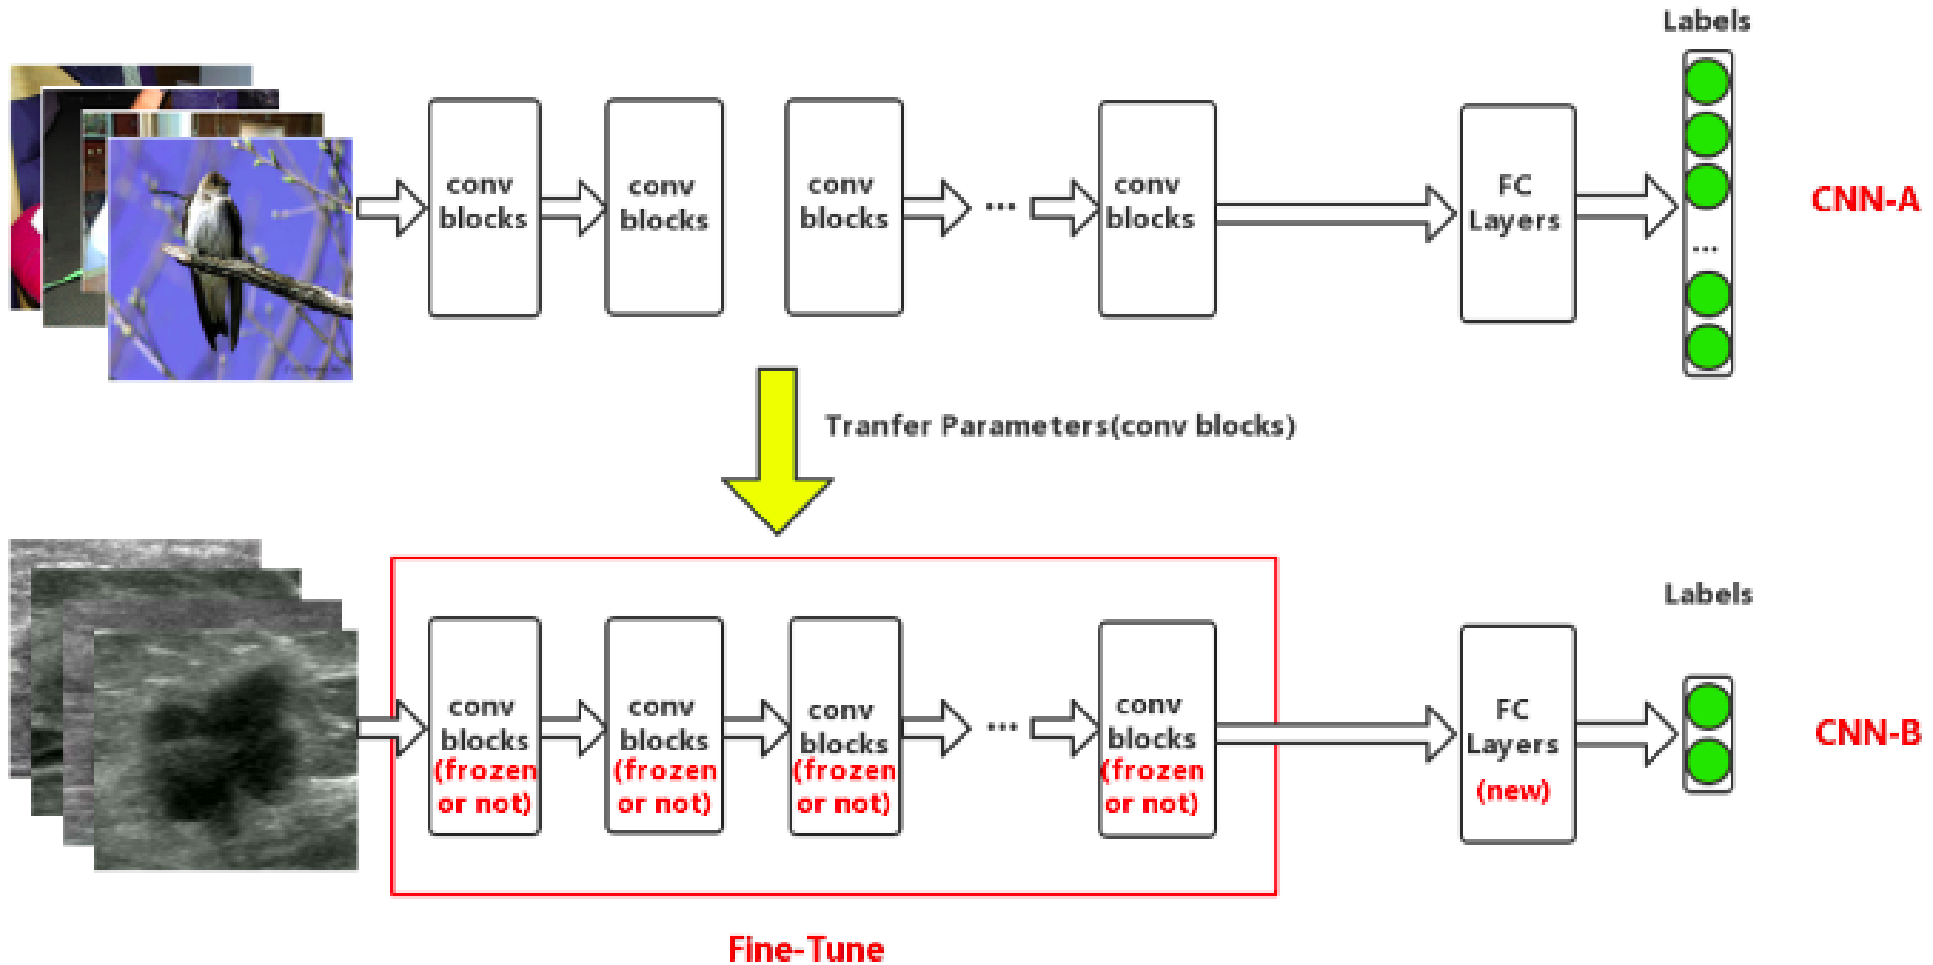 Labels
conv
blocks
conv
blocks
conv
blocks
...
conv
blocks
FC
Layers
...
CNN-A
Tranfer Parameters(conv blocks)
Labels
conv
blocks
(frozen
or not)
conv
blocks
(frozen
or not)
conv
blocks
(frozen
or not)
...
conv
blocks
(frozen
or not)
FC
Layers
(new)
CNN-B
Fine-Tune